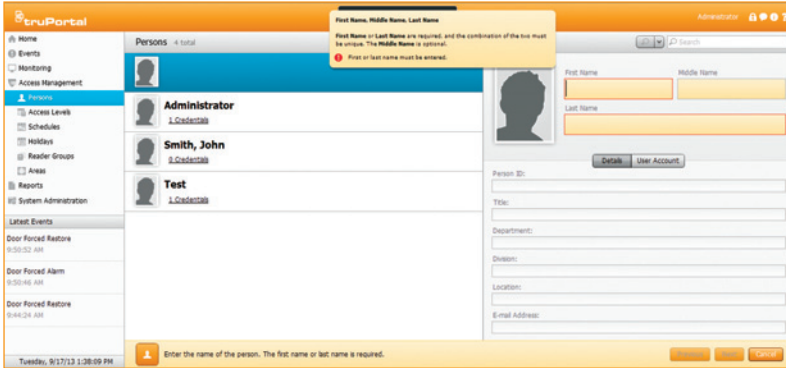 truPortal
Administrator
First Name, Middle Name, Last Name
First Name or Last Name are required, and the combination of the two must
be unique. The Middle Name is optional.
First or last name must be entered.
Home
Events
Monitoring
Access Management
Persons
Access Levels
Schedules
Holidays
Reader Groups
Areas
Reports
System Administration
Latest Events
Door Forced Restore
9:50:52 AM
Door Forced Alarm
9:50:46 AM
Door Forced Restore
9:44:34 AM
Tuesday, 9/17/13 1:38:09 PM
Persons 4 total
Administrator
1 Credentials
Smith, John
0 Credentials
Test
1 Credentials
Search
First Name
Middle Name
Last Name
Details
User Account
Person ID:
Title:
Department:
Division:
Location:
E-mail Address:
Enter the name of the person. The first name or last name is required.
Previous
Next
Cancel